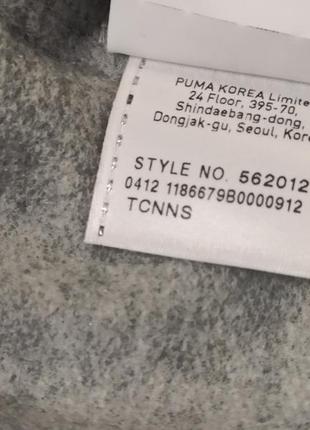 PUMA KOREA Limite
24 Floor, 395-70,
Shindaebang-dong,
Dongjak-gu, Seoul, Kor
STYLE NO. 562012
0412 1186679B0000912
TCNNS